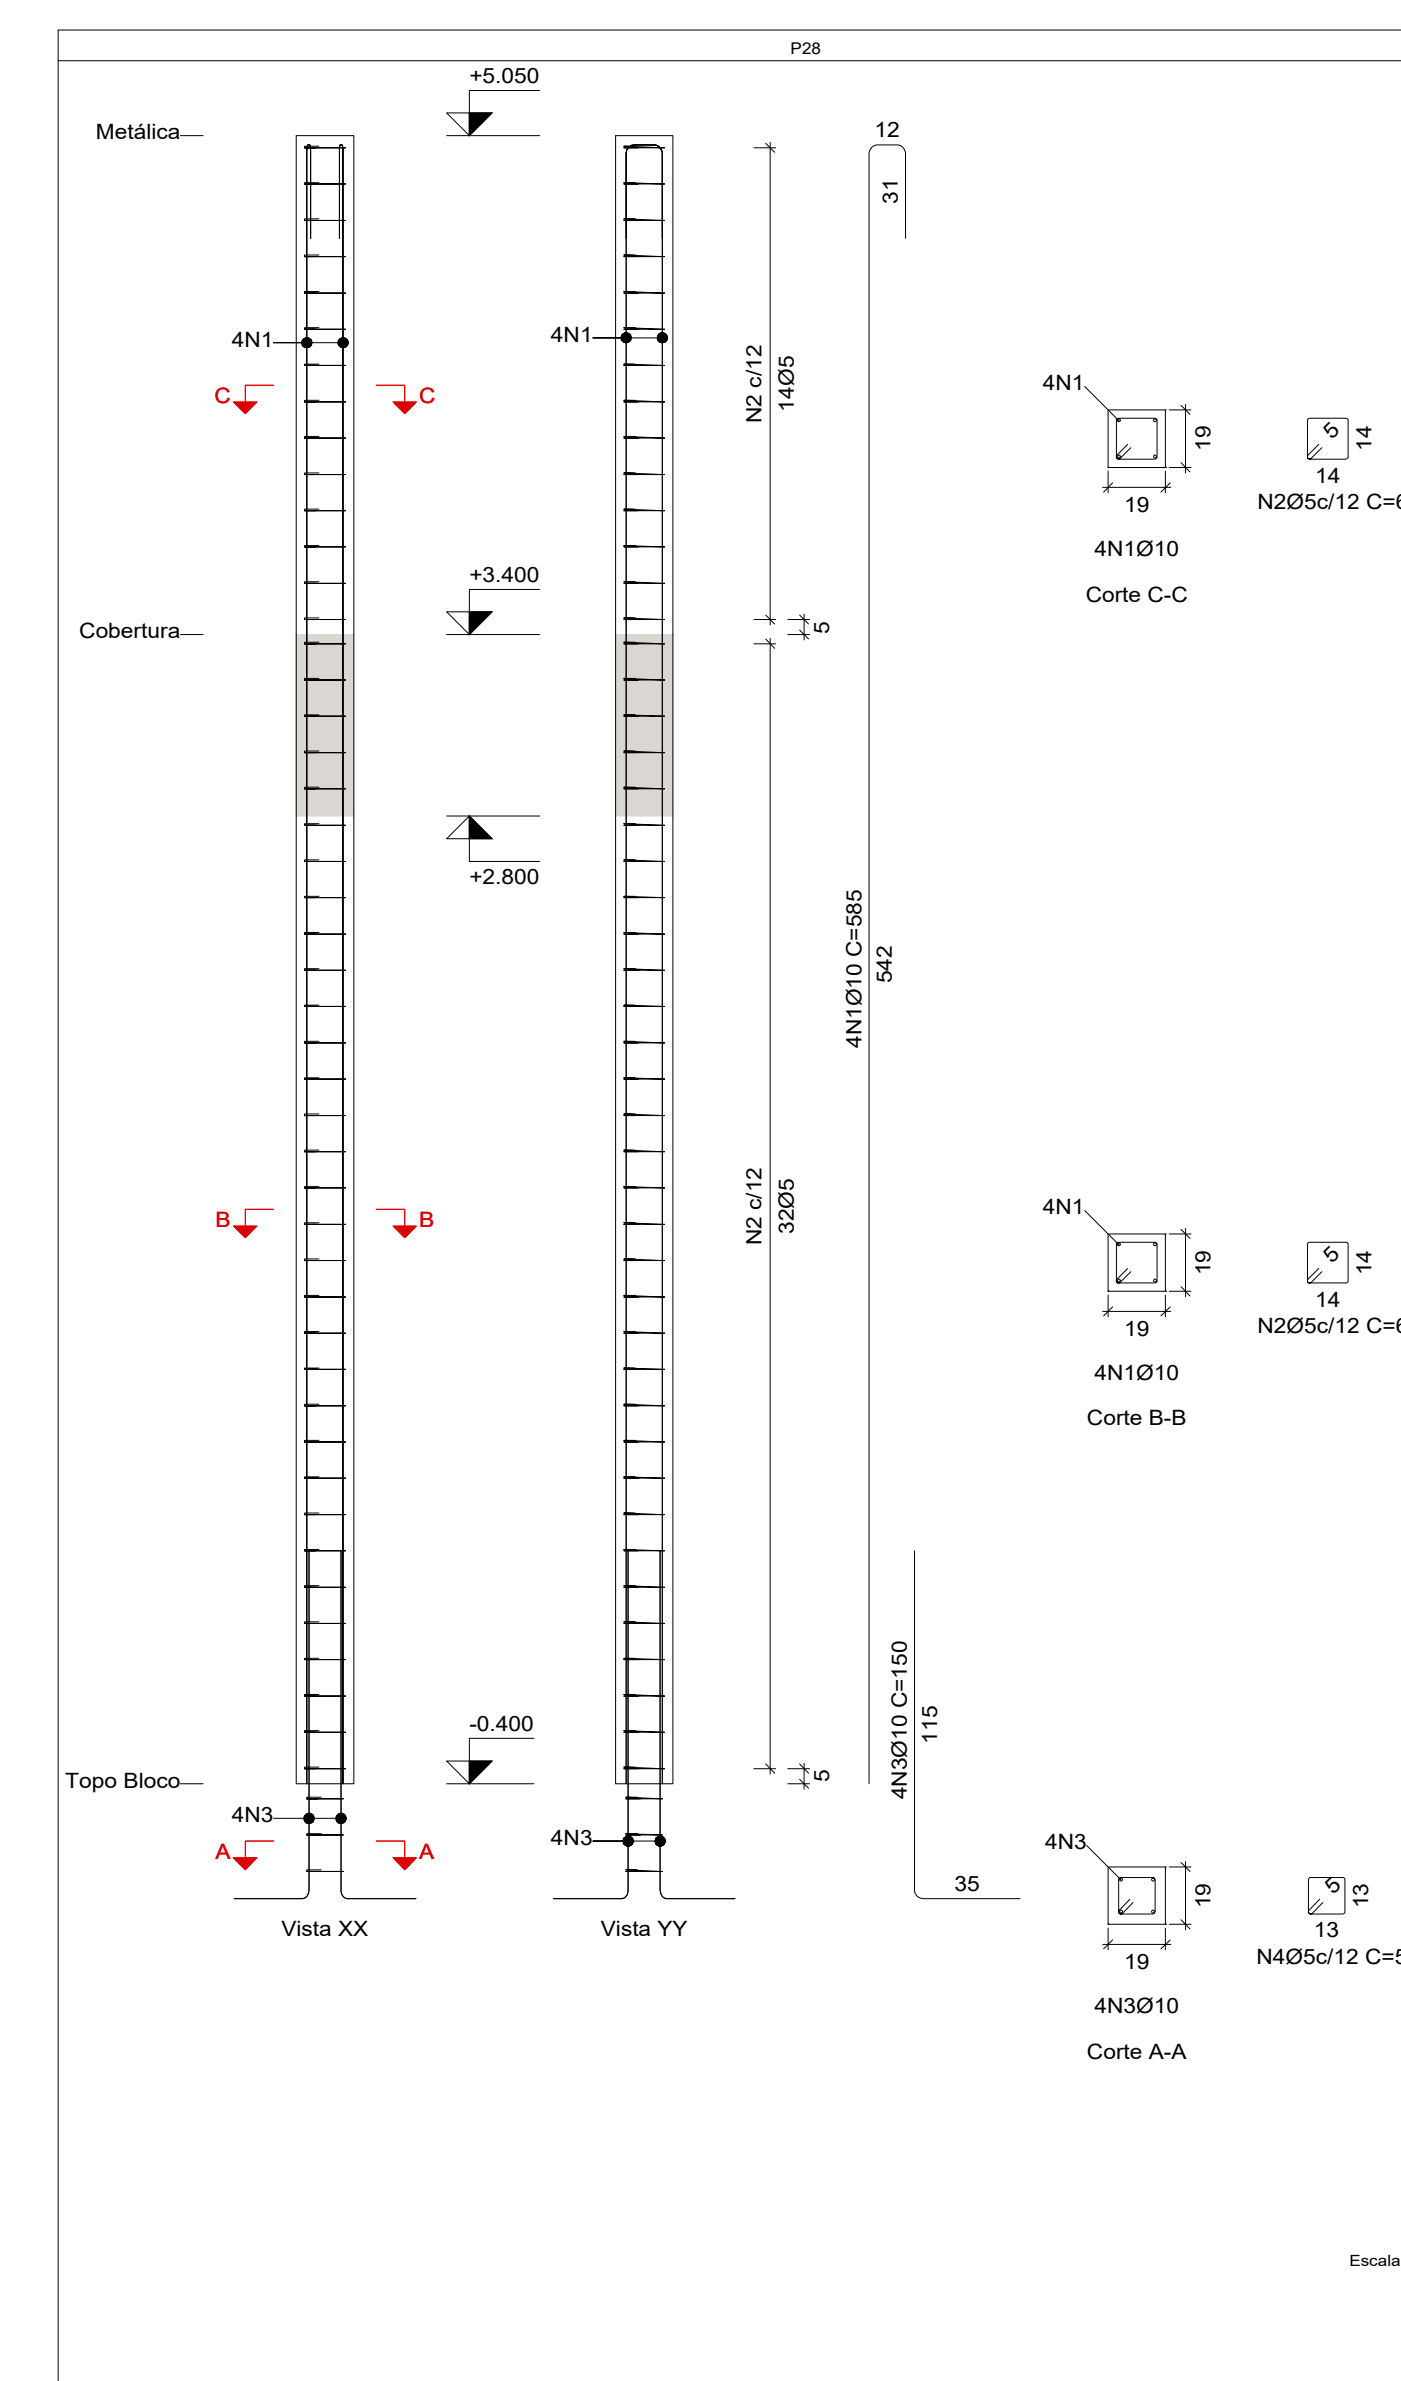 P28
+5.050
Metálica
12
31
4N1
4N1
N2 c/12
14Ø5
C
C
4N1
19
19
4N1Ø10
Corte C-C
5
14
14
N2Ø5c/12 C=6
+3.400
Cobertura
5
+2.800
4N1Ø10 C=585
542
N2 c/12
32Ø5
B
B
4N1
19
19
4N1Ø10
Corte B-B
5
14
14
N2Ø5c/12 C=6
4N3Ø10 C=150
115
35
-0.400
Topo Bloco
5
4N3
4N3
A
A
Vista XX
Vista YY
4N3
19
19
4N3Ø10
Corte A-A
5
13
13
N4Ø5c/12 C=5
Escala